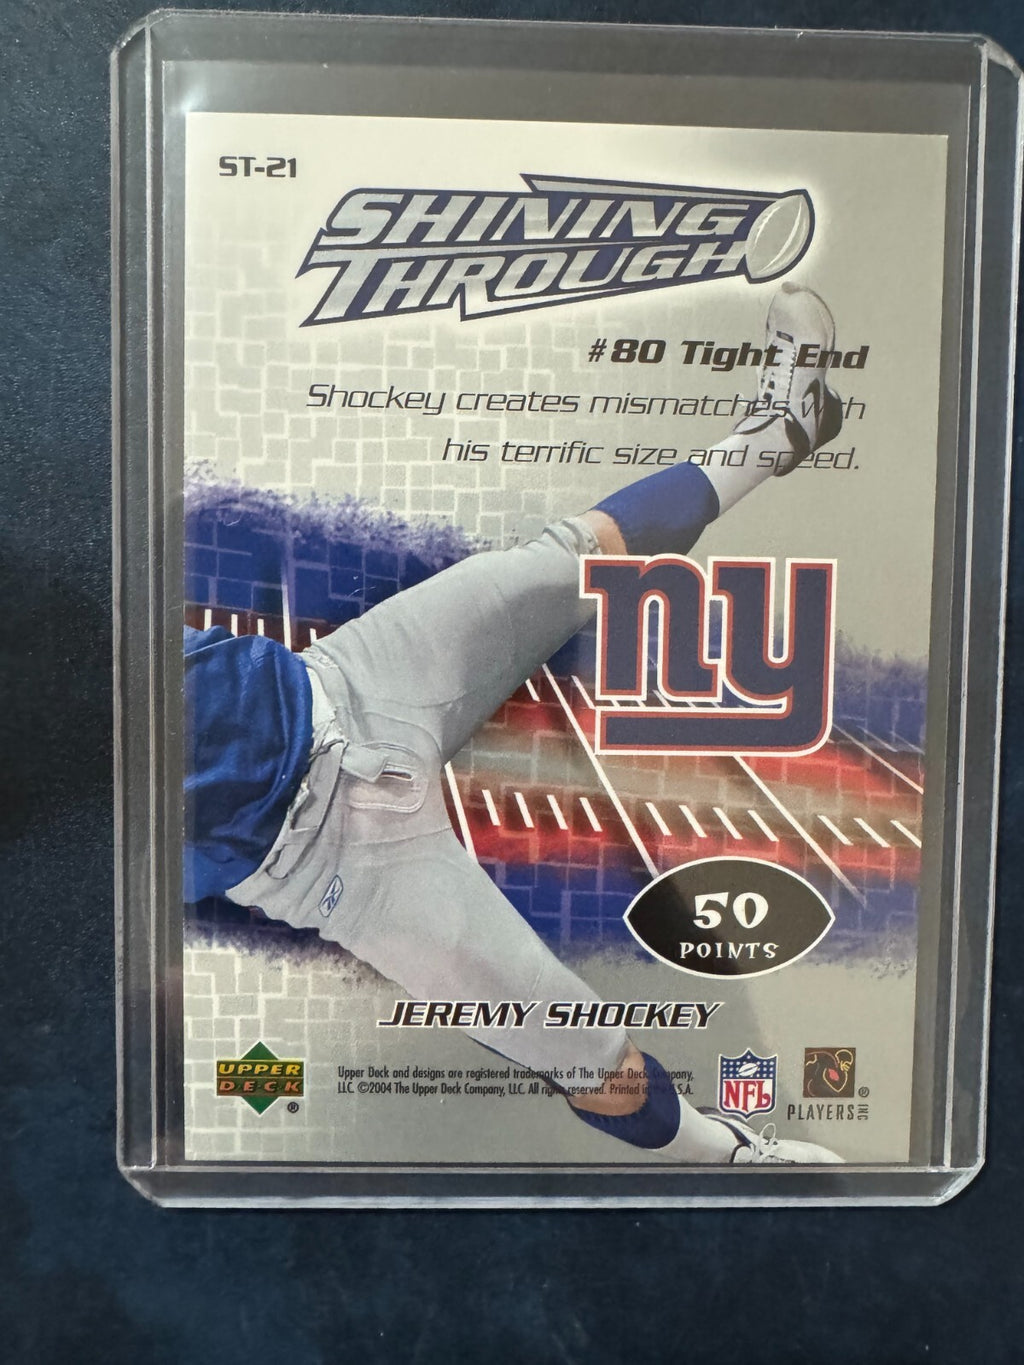 ST-21
SHINING
THROUGH
#80 Tight End
Shockey creates mismatches with
his terrific size and speed.
ny
50
POINTS
JEREMY SHOCKEY
UPPER
DECK
®
Upper Deck and designs are registered trademarks of The Upper Deck Company,
LLC. ©2004 The Upper Deck Company, LLC. All rights reserved. Printed in the U.S.A.
NFL
PLAYERS INC
®